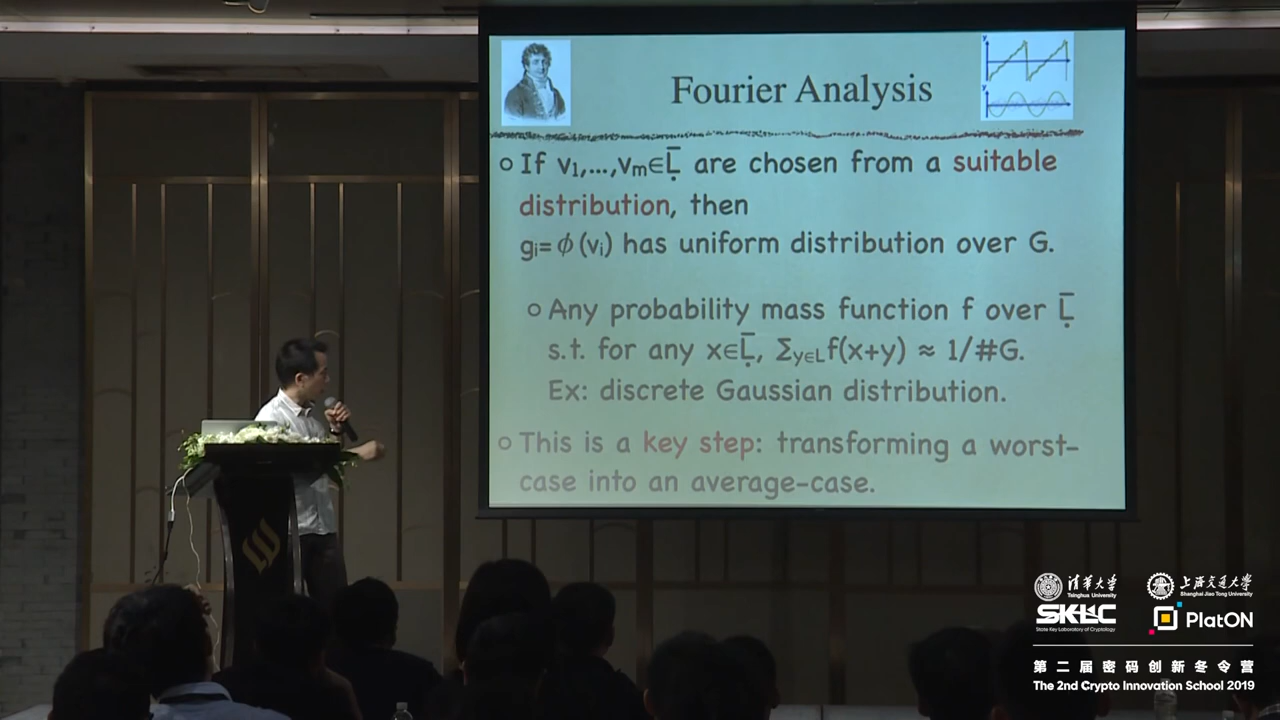 Fourier Analysis
If v₁,...,vₘ∈L̄ are chosen from a suitable
distribution, then
gᵢ= ϕ (vᵢ) has uniform distribution over G.
Any probability mass function f over L̄
s.t. for any x∈L̄, Σy∈L f(x+y) ≈ 1/#G.
Ex: discrete Gaussian distribution.
This is a key step: transforming a worst-
case into an average-case.
清华大学
Tsinghua University
上海交通大学
Shanghai Jiao Tong University
SKLC
State Key Laboratory of Cryptology
PlatON
第二届密码创新冬令营
The 2nd Crypto Innovation School 2019